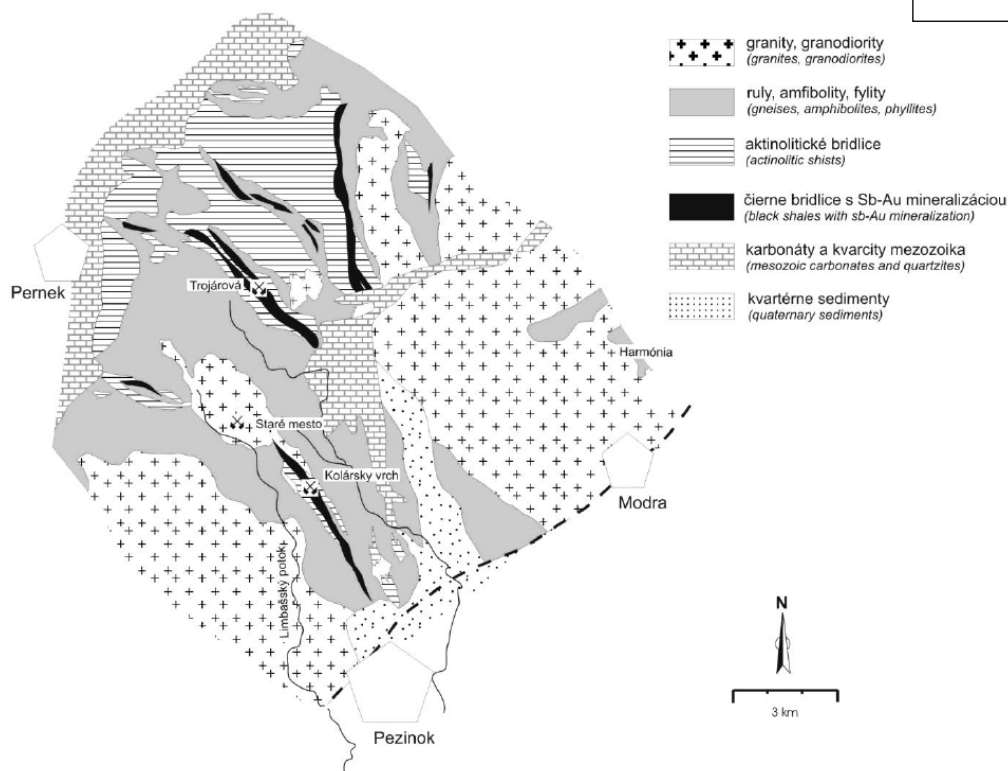 granity, granodiority
(granites, granodiorites)
ruly, amfibolity, fylity
(gneises, amphibolites, phyllites)
aktinolitické bridlice
(actinolitic shists)
čierne bridlice s Sb-Au mineralizáciou
(black shales with sb-Au mineralization)
karbonáty a kvarcity mezozoika
(mesozoic carbonates and quartzites)
kvartérne sedimenty
(quaternary sediments)
Pernek
Trojárová
Harmónia
Staré mesto
Kolársky vrch
Modra
Limbašský potok
Pezinok
N
3 km